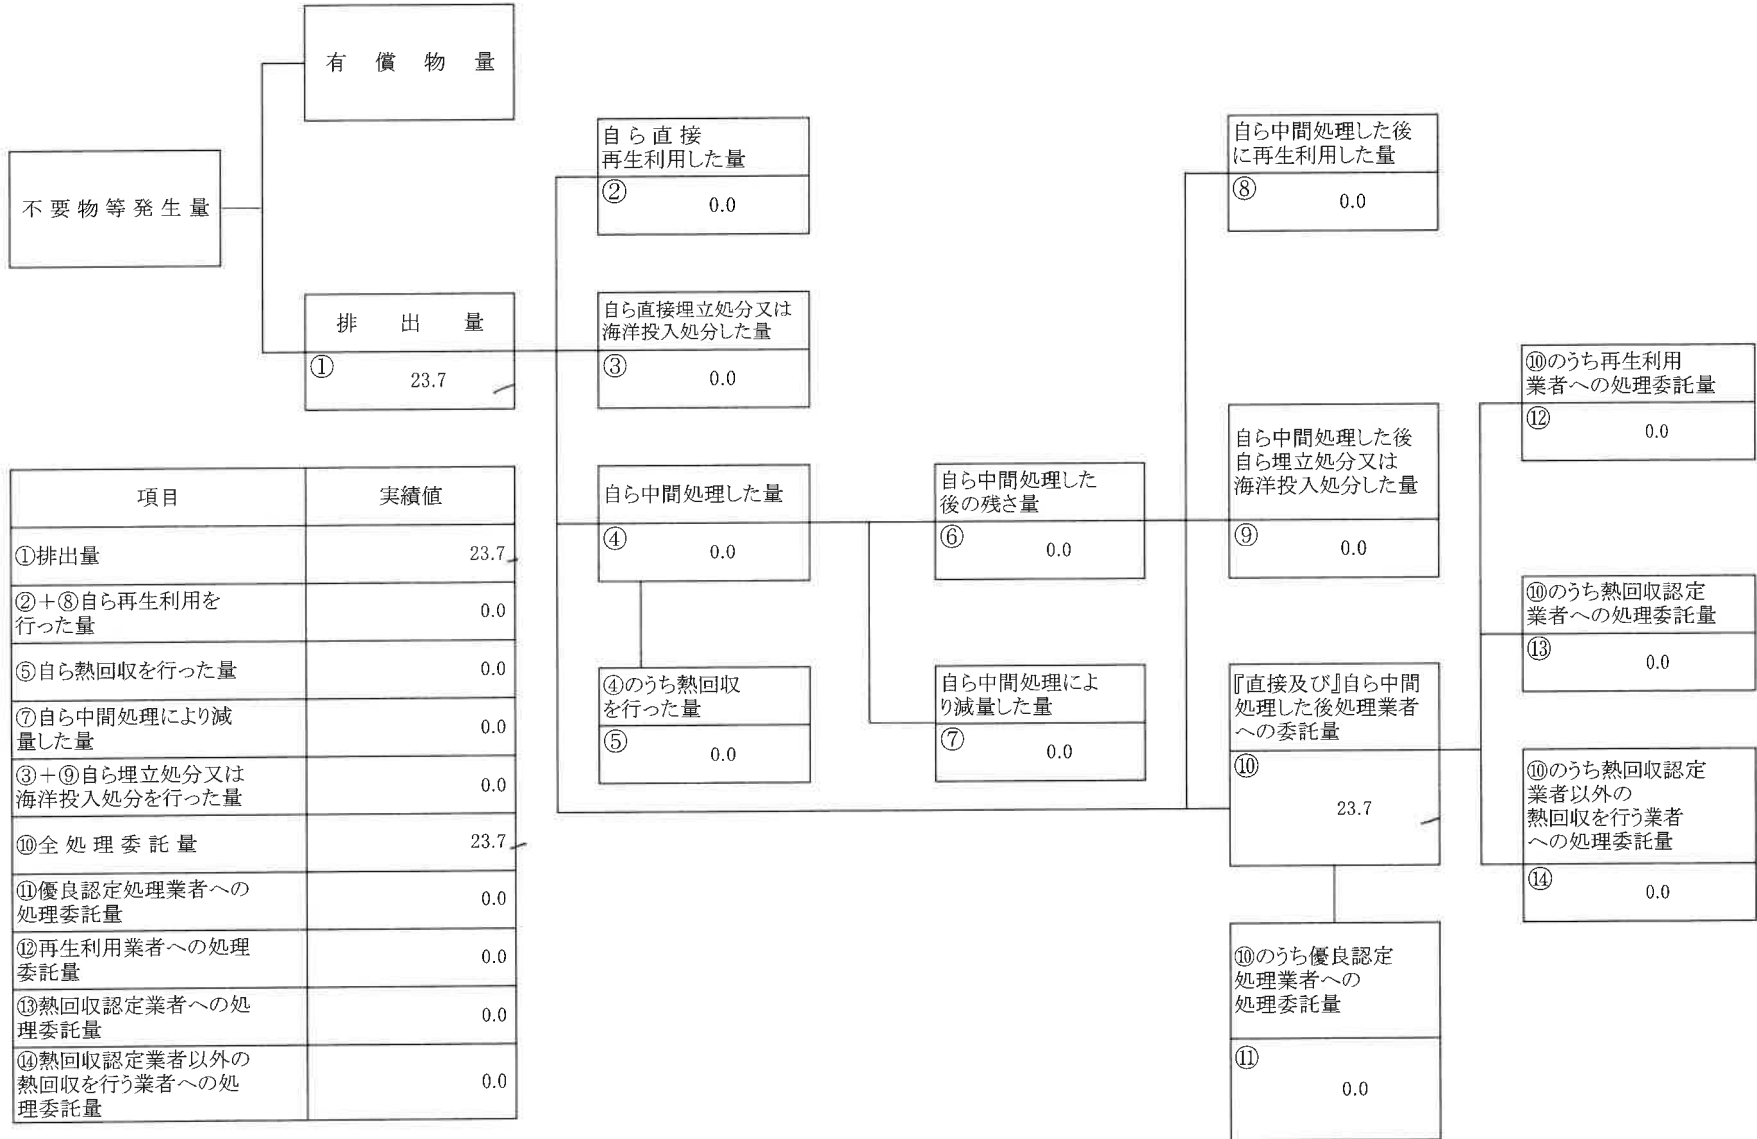 有償物量
不要物等発生量
排出量
①
23.7
自ら直接
再生利用した量
②
0.0
自ら直接埋立処分又は
海洋投入処分した量
③
0.0
自ら中間処理した量
④
0.0
④のうち熱回収
を行った量
⑤
0.0
自ら中間処理した
後の残さ量
⑥
0.0
自ら中間処理によ
り減量した量
⑦
0.0
自ら中間処理した後
に再生利用した量
⑧
0.0
自ら中間処理した後
自ら埋立処分又は
海洋投入処分した量
⑨
0.0
『直接及び』自ら中間
処理した後処理業者
への委託量
⑩
23.7
⑩のうち優良認定
処理業者への
処理委託量
⑪
0.0
⑩のうち再生利用
業者への処理委託量
⑫
0.0
⑩のうち熱回収認定
業者への処理委託量
⑬
0.0
⑩のうち熱回収認定
業者以外の
熱回収を行う業者
への処理委託量
⑭
0.0
項目 実績値
①排出量 23.7
②＋⑧自ら再生利用を
行った量 0.0
⑤自ら熱回収を行った量 0.0
⑦自ら中間処理により減
量した量 0.0
③＋⑨自ら埋立処分又は
海洋投入処分を行った量 0.0
⑩全処理委託量 23.7
⑪優良認定処理業者への
処理委託量 0.0
⑫再生利用業者への処理
委託量 0.0
⑬熱回収認定業者への処
理委託量 0.0
⑭熱回収認定業者以外の
熱回収を行う業者への処
理委託量 0.0